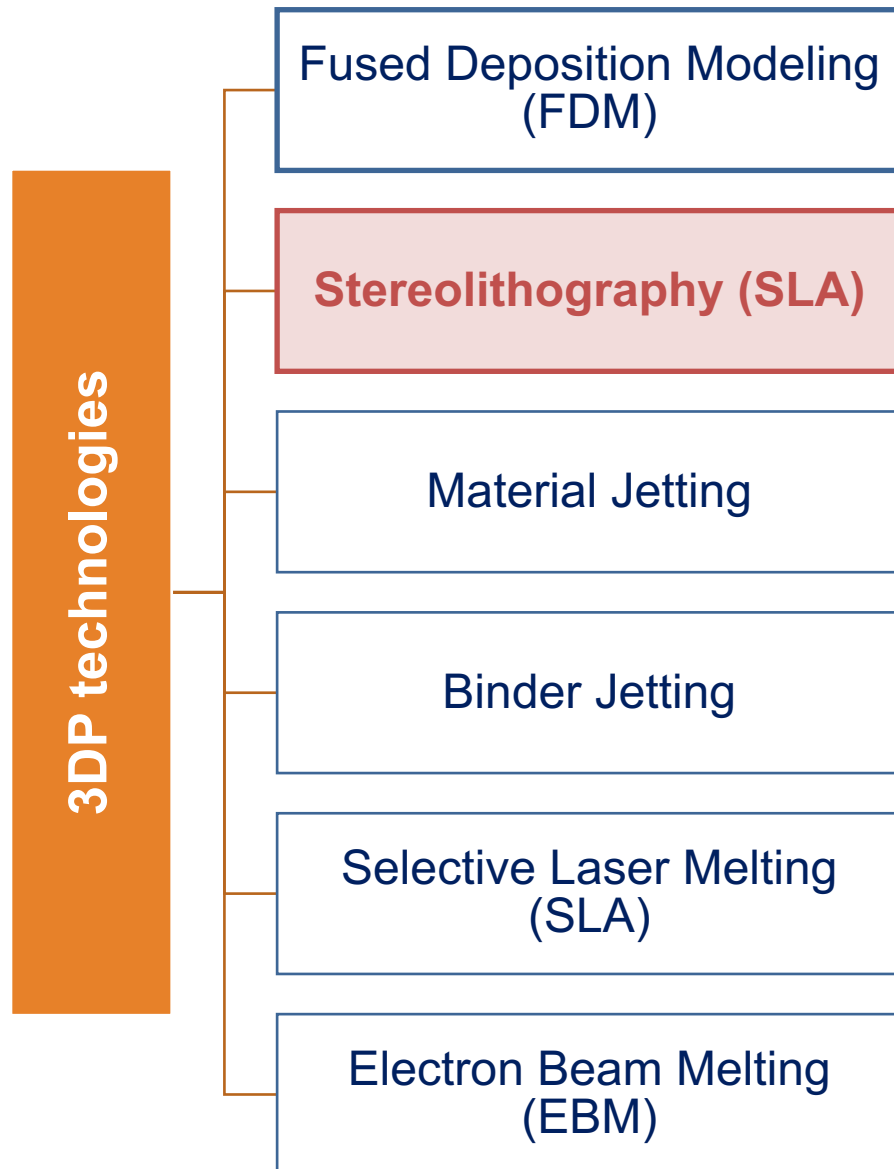 3DP technologies
Fused Deposition Modeling
(FDM)
Stereolithography (SLA)
Material Jetting
Binder Jetting
Selective Laser Melting
(SLA)
Electron Beam Melting
(EBM)